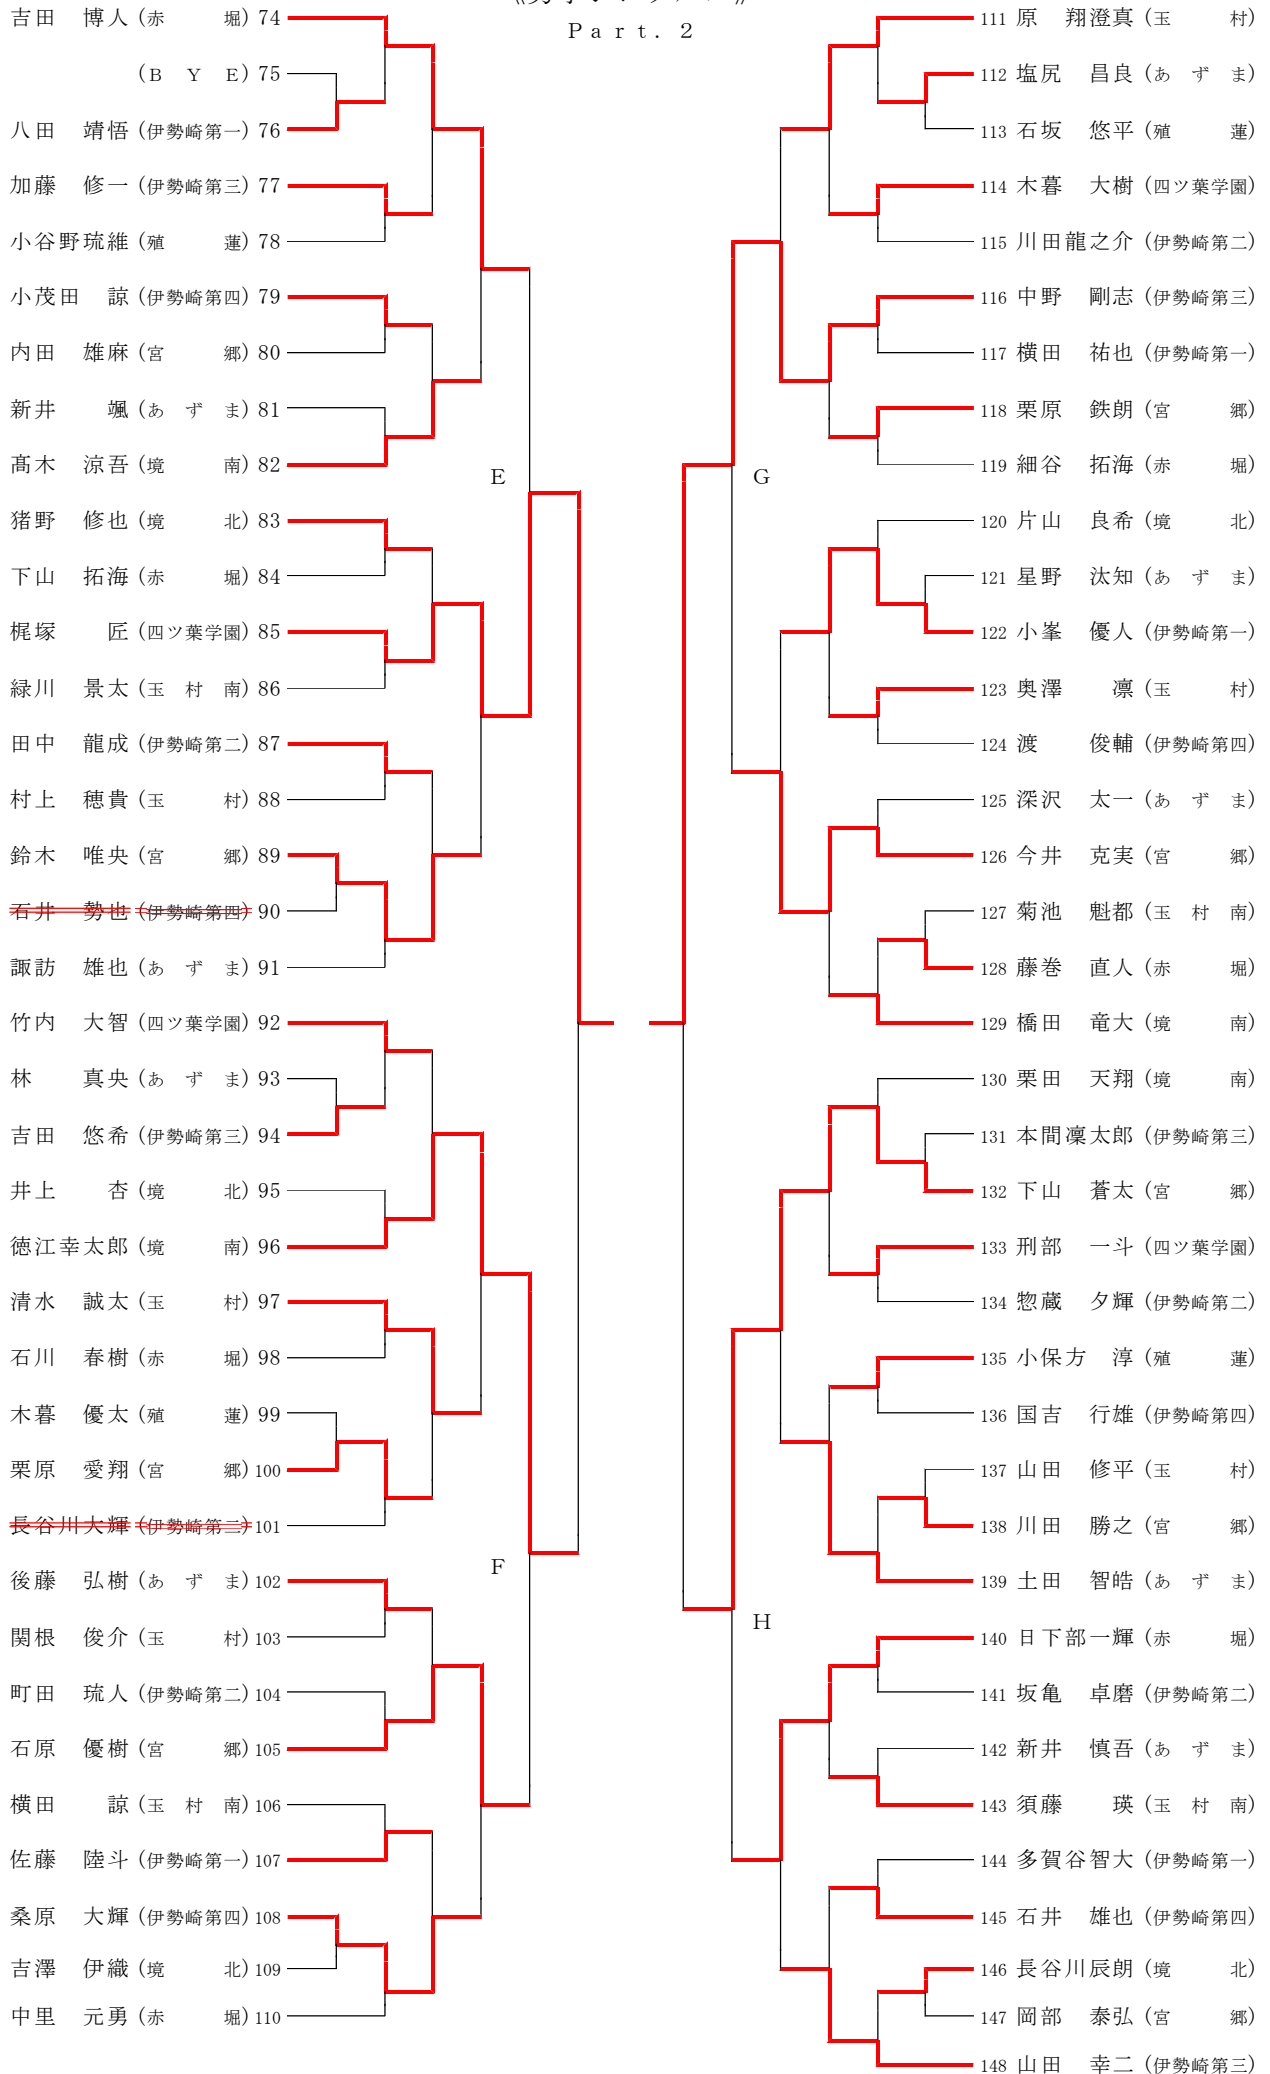 Part. 2
吉田 博人 (赤 堀) 74
(BYE) 75
八田 靖悟 (伊勢崎第一) 76
加藤 修一 (伊勢崎第三) 77
小谷野琉維 (殖 蓮) 78
小茂田 諒 (伊勢崎第四) 79
内田 雄麻 (宮 郷) 80
新井 颯 (あ ず ま) 81
髙木 涼吾 (境 南) 82
E
猪野 修也 (境 北) 83
下山 拓海 (赤 堀) 84
梶塚 匠 (四ツ葉学園) 85
緑川 景太 (玉 村 南) 86
田中 龍成 (伊勢崎第二) 87
村上 穂貴 (玉 村) 88
鈴木 唯央 (宮 郷) 89
石井 勢也 (伊勢崎第四) 90
諏訪 雄也 (あ ず ま) 91
竹内 大智 (四ツ葉学園) 92
林 真央 (あ ず ま) 93
吉田 悠希 (伊勢崎第三) 94
井上 杏 (境 北) 95
徳江幸太郎 (境 南) 96
清水 誠太 (玉 村) 97
石川 春樹 (赤 堀) 98
木暮 優太 (殖 蓮) 99
栗原 愛翔 (宮 郷) 100
長谷川大輝 (伊勢崎第三) 101
F
後藤 弘樹 (あ ず ま) 102
関根 俊介 (玉 村) 103
町田 琉人 (伊勢崎第二) 104
石原 優樹 (宮 郷) 105
横田 諒 (玉 村 南) 106
佐藤 陸斗 (伊勢崎第一) 107
桑原 大輝 (伊勢崎第四) 108
吉澤 伊織 (境 北) 109
中里 元勇 (赤 堀) 110
111 原 翔澄真 (玉 村)
112 塩尻 昌良 (あ ず ま)
113 石坂 悠平 (殖 蓮)
114 木暮 大樹 (四ツ葉学園)
115 川田龍之介 (伊勢崎第二)
116 中野 剛志 (伊勢崎第三)
117 横田 祐也 (伊勢崎第一)
118 栗原 鉄朗 (宮 郷)
119 細谷 拓海 (赤 堀)
G
120 片山 良希 (境 北)
121 星野 汰知 (あ ず ま)
122 小峯 優人 (伊勢崎第一)
123 奥澤 凛 (玉 村)
124 渡 俊輔 (伊勢崎第四)
125 深沢 太一 (あ ず ま)
126 今井 克実 (宮 郷)
127 菊池 魁都 (玉 村 南)
128 藤巻 直人 (赤 堀)
129 橋田 竜大 (境 南)
130 栗田 天翔 (境 南)
131 本間凜太郎 (伊勢崎第三)
132 下山 蒼太 (宮 郷)
133 刑部 一斗 (四ツ葉学園)
134 惣蔵 夕輝 (伊勢崎第二)
135 小保方 淳 (殖 蓮)
136 国吉 行雄 (伊勢崎第四)
137 山田 修平 (玉 村)
138 川田 勝之 (宮 郷)
139 土田 智皓 (あ ず ま)
H
140 日下部一輝 (赤 堀)
141 坂亀 卓磨 (伊勢崎第二)
142 新井 慎吾 (あ ず ま)
143 須藤 瑛 (玉 村 南)
144 多賀谷智大 (伊勢崎第一)
145 石井 雄也 (伊勢崎第四)
146 長谷川辰朗 (境 北)
147 岡部 泰弘 (宮 郷)
148 山田 幸二 (伊勢崎第三)